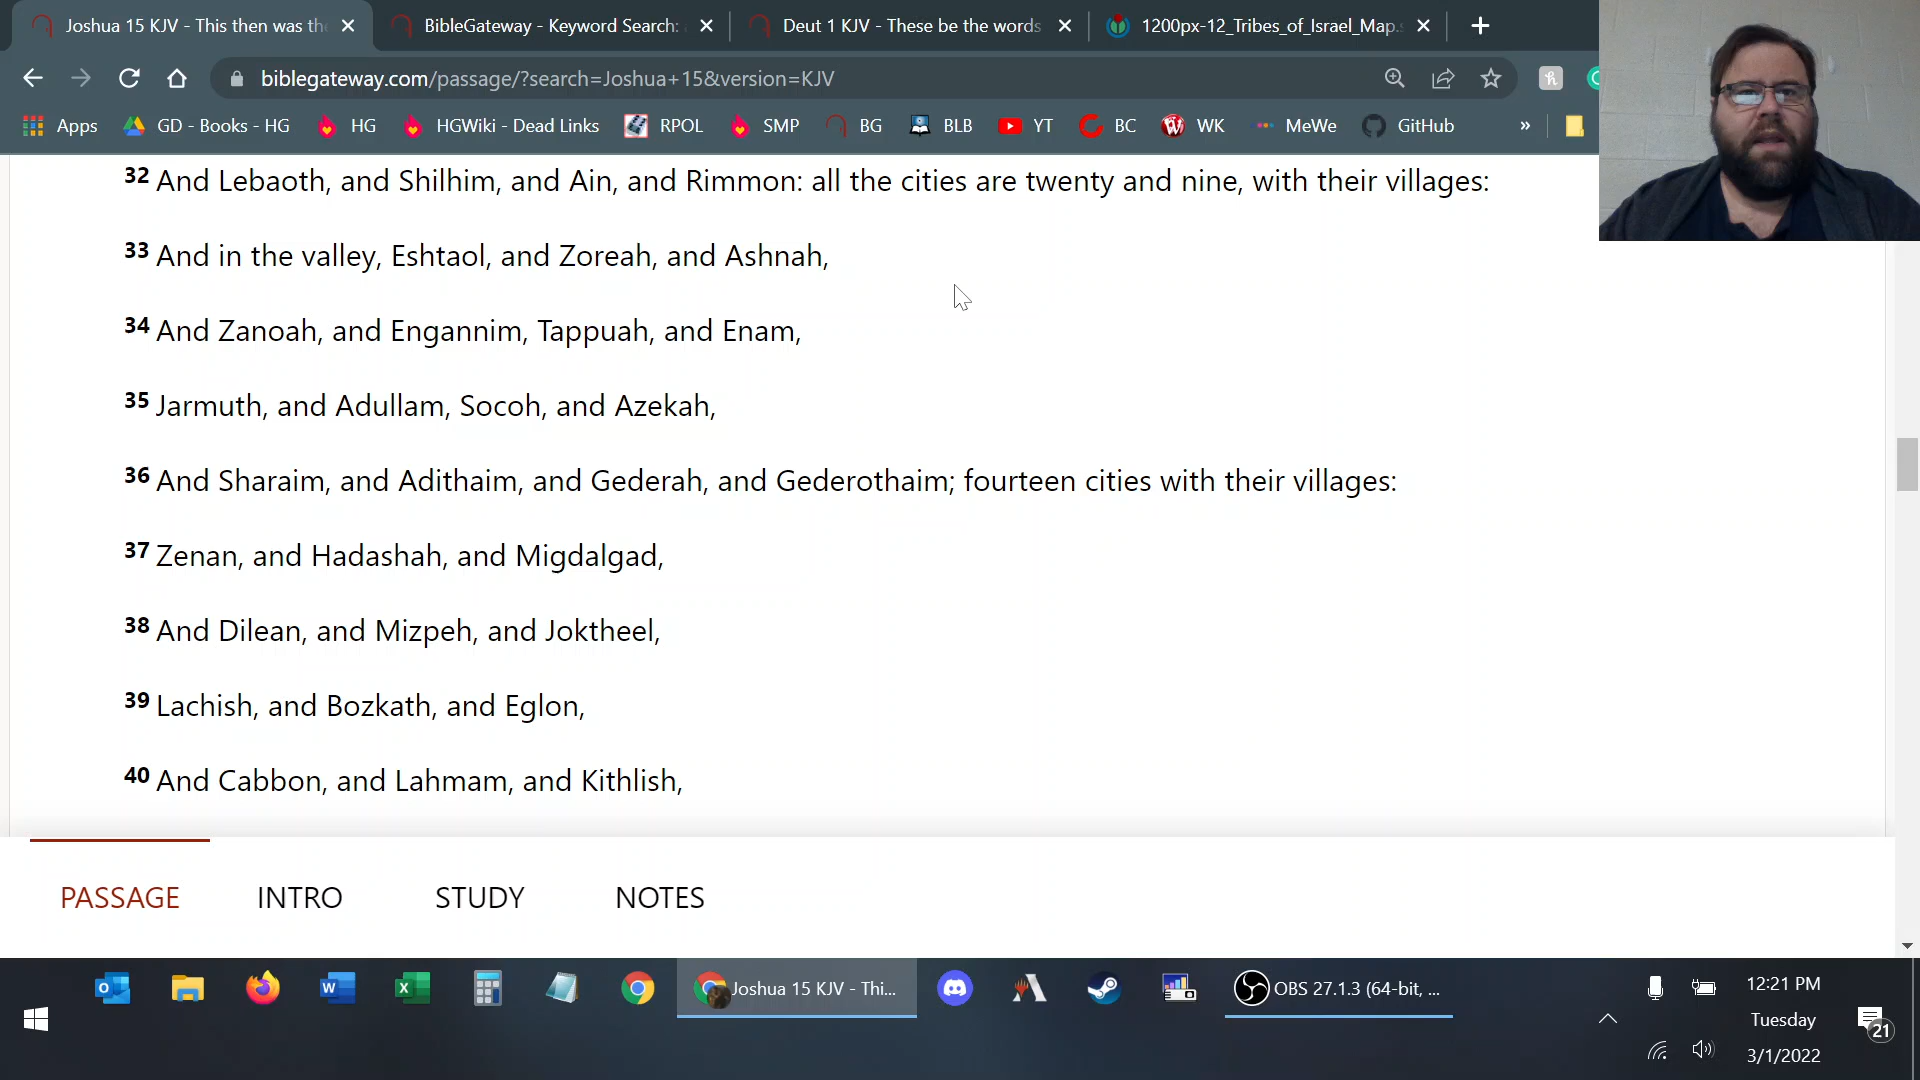 Joshua 15 KJV - This then was the
BibleGateway - Keyword Search:
Deut 1 KJV - These be the words
1200px-12_Tribes_of_Israel_Map.s
biblegateway.com/passage/?search=Joshua+15&version=KJV
Apps
GD - Books - HG
HG
HGWiki - Dead Links
RPOL
SMP
BG
BLB
YT
BC
WK
MeWe
GitHub
»
32 And Lebaoth, and Shilhim, and Ain, and Rimmon: all the cities are twenty and nine, with their villages:
33 And in the valley, Eshtaol, and Zoreah, and Ashnah,
34 And Zanoah, and Engannim, Tappuah, and Enam,
35 Jarmuth, and Adullam, Socoh, and Azekah,
36 And Sharaim, and Adithaim, and Gederah, and Gederothaim; fourteen cities with their villages:
37 Zenan, and Hadashah, and Migdalgad,
38 And Dilean, and Mizpeh, and Joktheel,
39 Lachish, and Bozkath, and Eglon,
40 And Cabbon, and Lahmam, and Kithlish,
PASSAGE
INTRO
STUDY
NOTES
Joshua 15 KJV - Thi...
OBS 27.1.3 (64-bit, ...
12:21 PM
Tuesday
3/1/2022
21